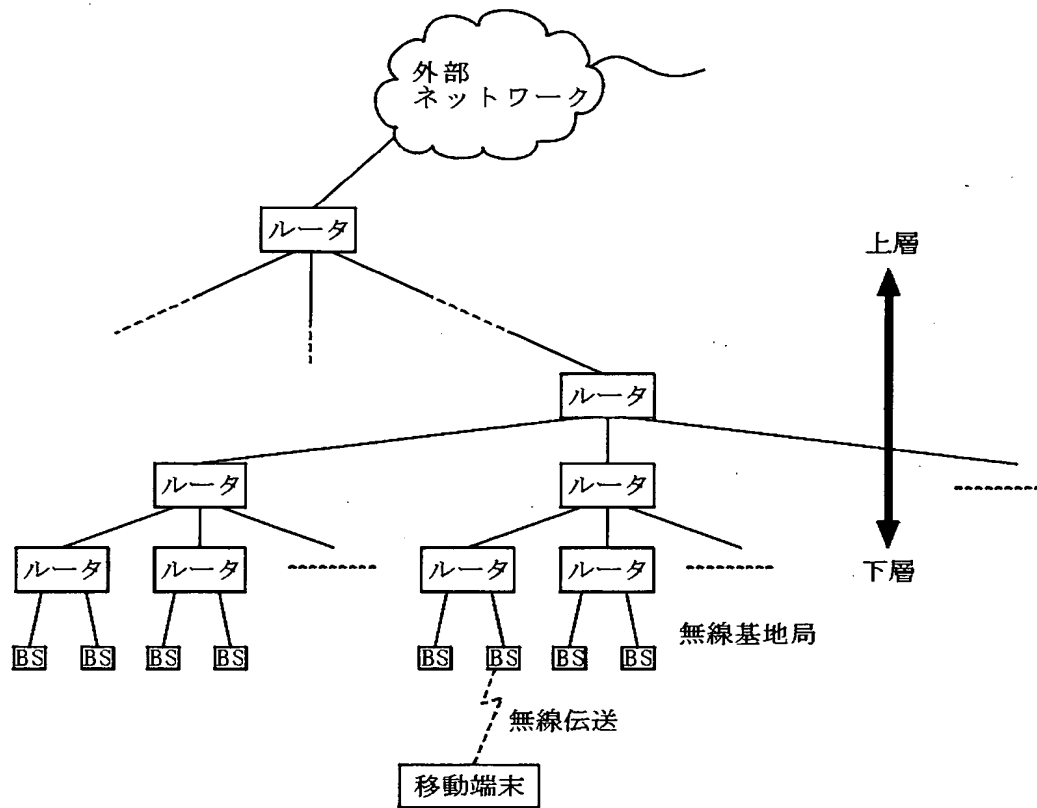 外部
ネットワーク
ルータ
上層
ルータ
ルータ
ルータ
ルータ
ルータ
ルータ
ルータ
下層
BS
BS
BS
BS
BS
BS
BS
BS
無線基地局
無線伝送
移動端末